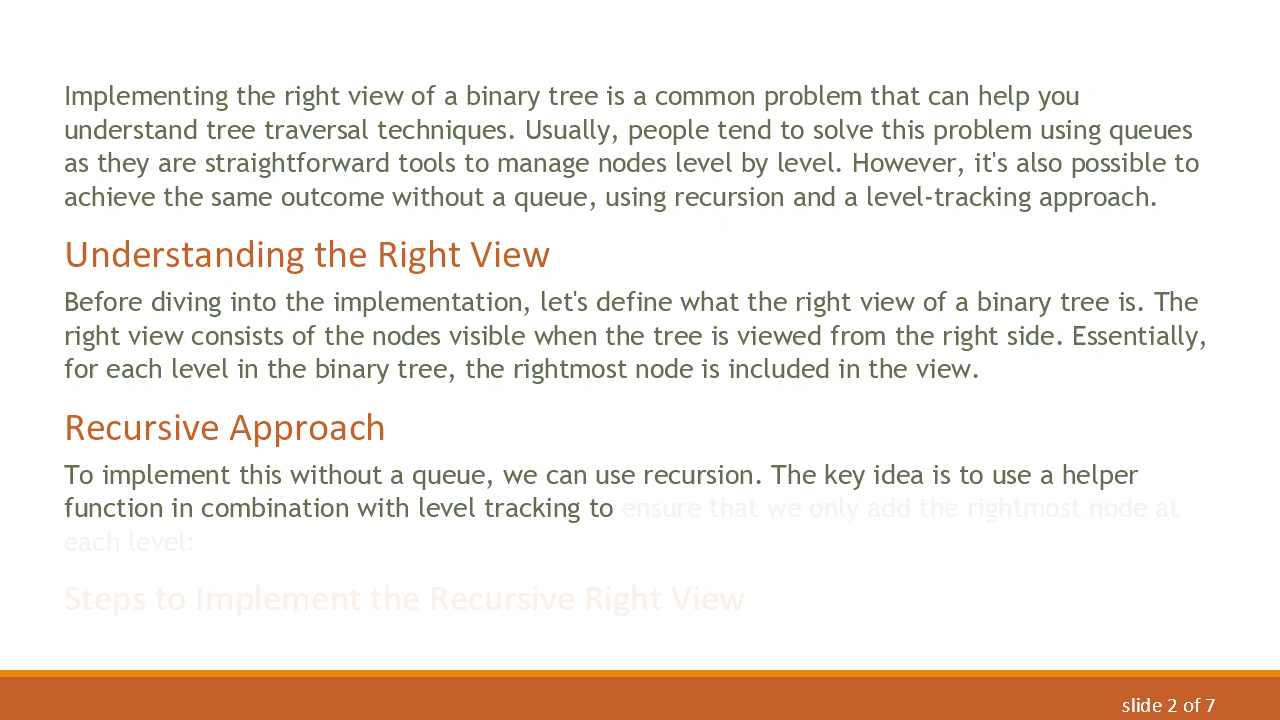 Implementing the right view of a binary tree is a common problem that can help you
understand tree traversal techniques. Usually, people tend to solve this problem using queues
as they are straightforward tools to manage nodes level by level. However, it's also possible to
achieve the same outcome without a queue, using recursion and a level-tracking approach.
Understanding the Right View
Before diving into the implementation, let's define what the right view of a binary tree is. The
right view consists of the nodes visible when the tree is viewed from the right side. Essentially,
for each level in the binary tree, the rightmost node is included in the view.
Recursive Approach
To implement this without a queue, we can use recursion. The key idea is to use a helper
function in combination with level tracking to ensure that we only add the rightmost node at
each level:
Steps to Implement the Recursive Right View
slide 2 of 7